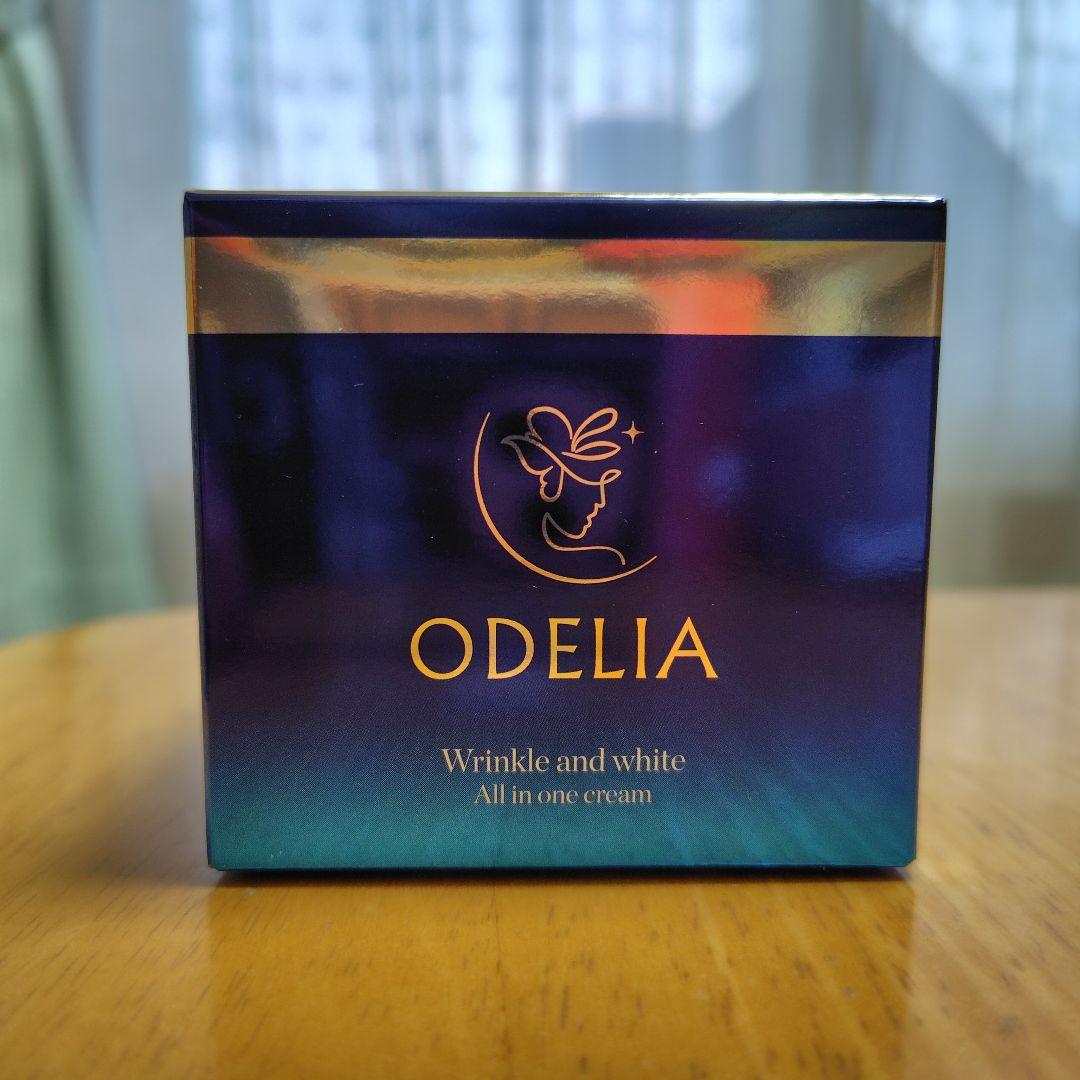 ODELIA
Wrinkle and white
All in one cream